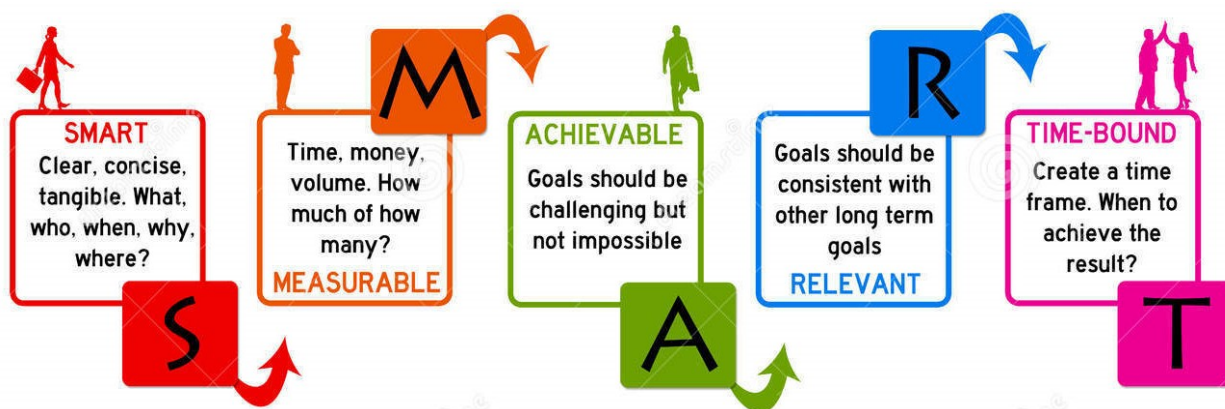 SMART
Clear, concise,
tangible. What,
who, when, why,
where?
S
M
Time, money,
volume. How
much of how
many?
MEASURABLE
ACHIEVABLE
Goals should be
challenging but
not impossible
A
R
Goals should be
consistent with
other long term
goals
RELEVANT
TIME-BOUND
Create a time
frame. When to
achieve the
result?
T